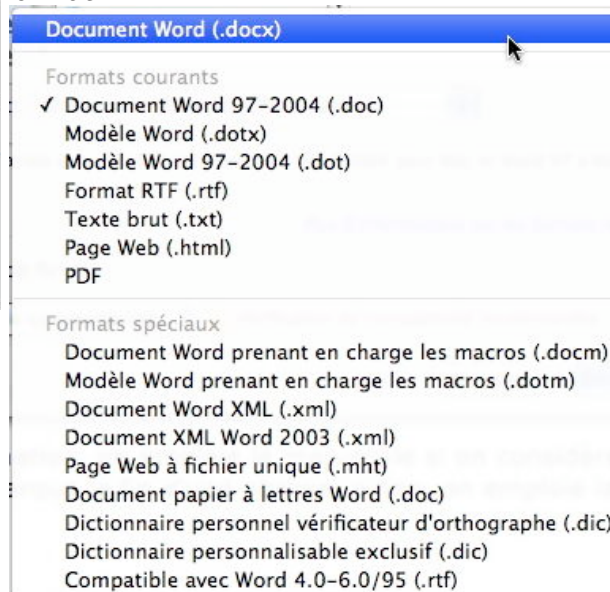 Document Word (.docx)
Formats courants
✓ Document Word 97-2004 (.doc)
Modèle Word (.dotx)
Modèle Word 97-2004 (.dot)
Format RTF (.rtf)
Texte brut (.txt)
Page Web (.html)
PDF
Formats spéciaux
Document Word prenant en charge les macros (.docm)
Modèle Word prenant en charge les macros (.dotm)
Document Word XML (.xml)
Document XML Word 2003 (.xml)
Page Web à fichier unique (.mht)
Document papier à lettres Word (.doc)
Dictionnaire personnel vérificateur d'orthographe (.dic)
Dictionnaire personnalisable exclusif (.dic)
Compatible avec Word 4.0-6.0/95 (.rtf)